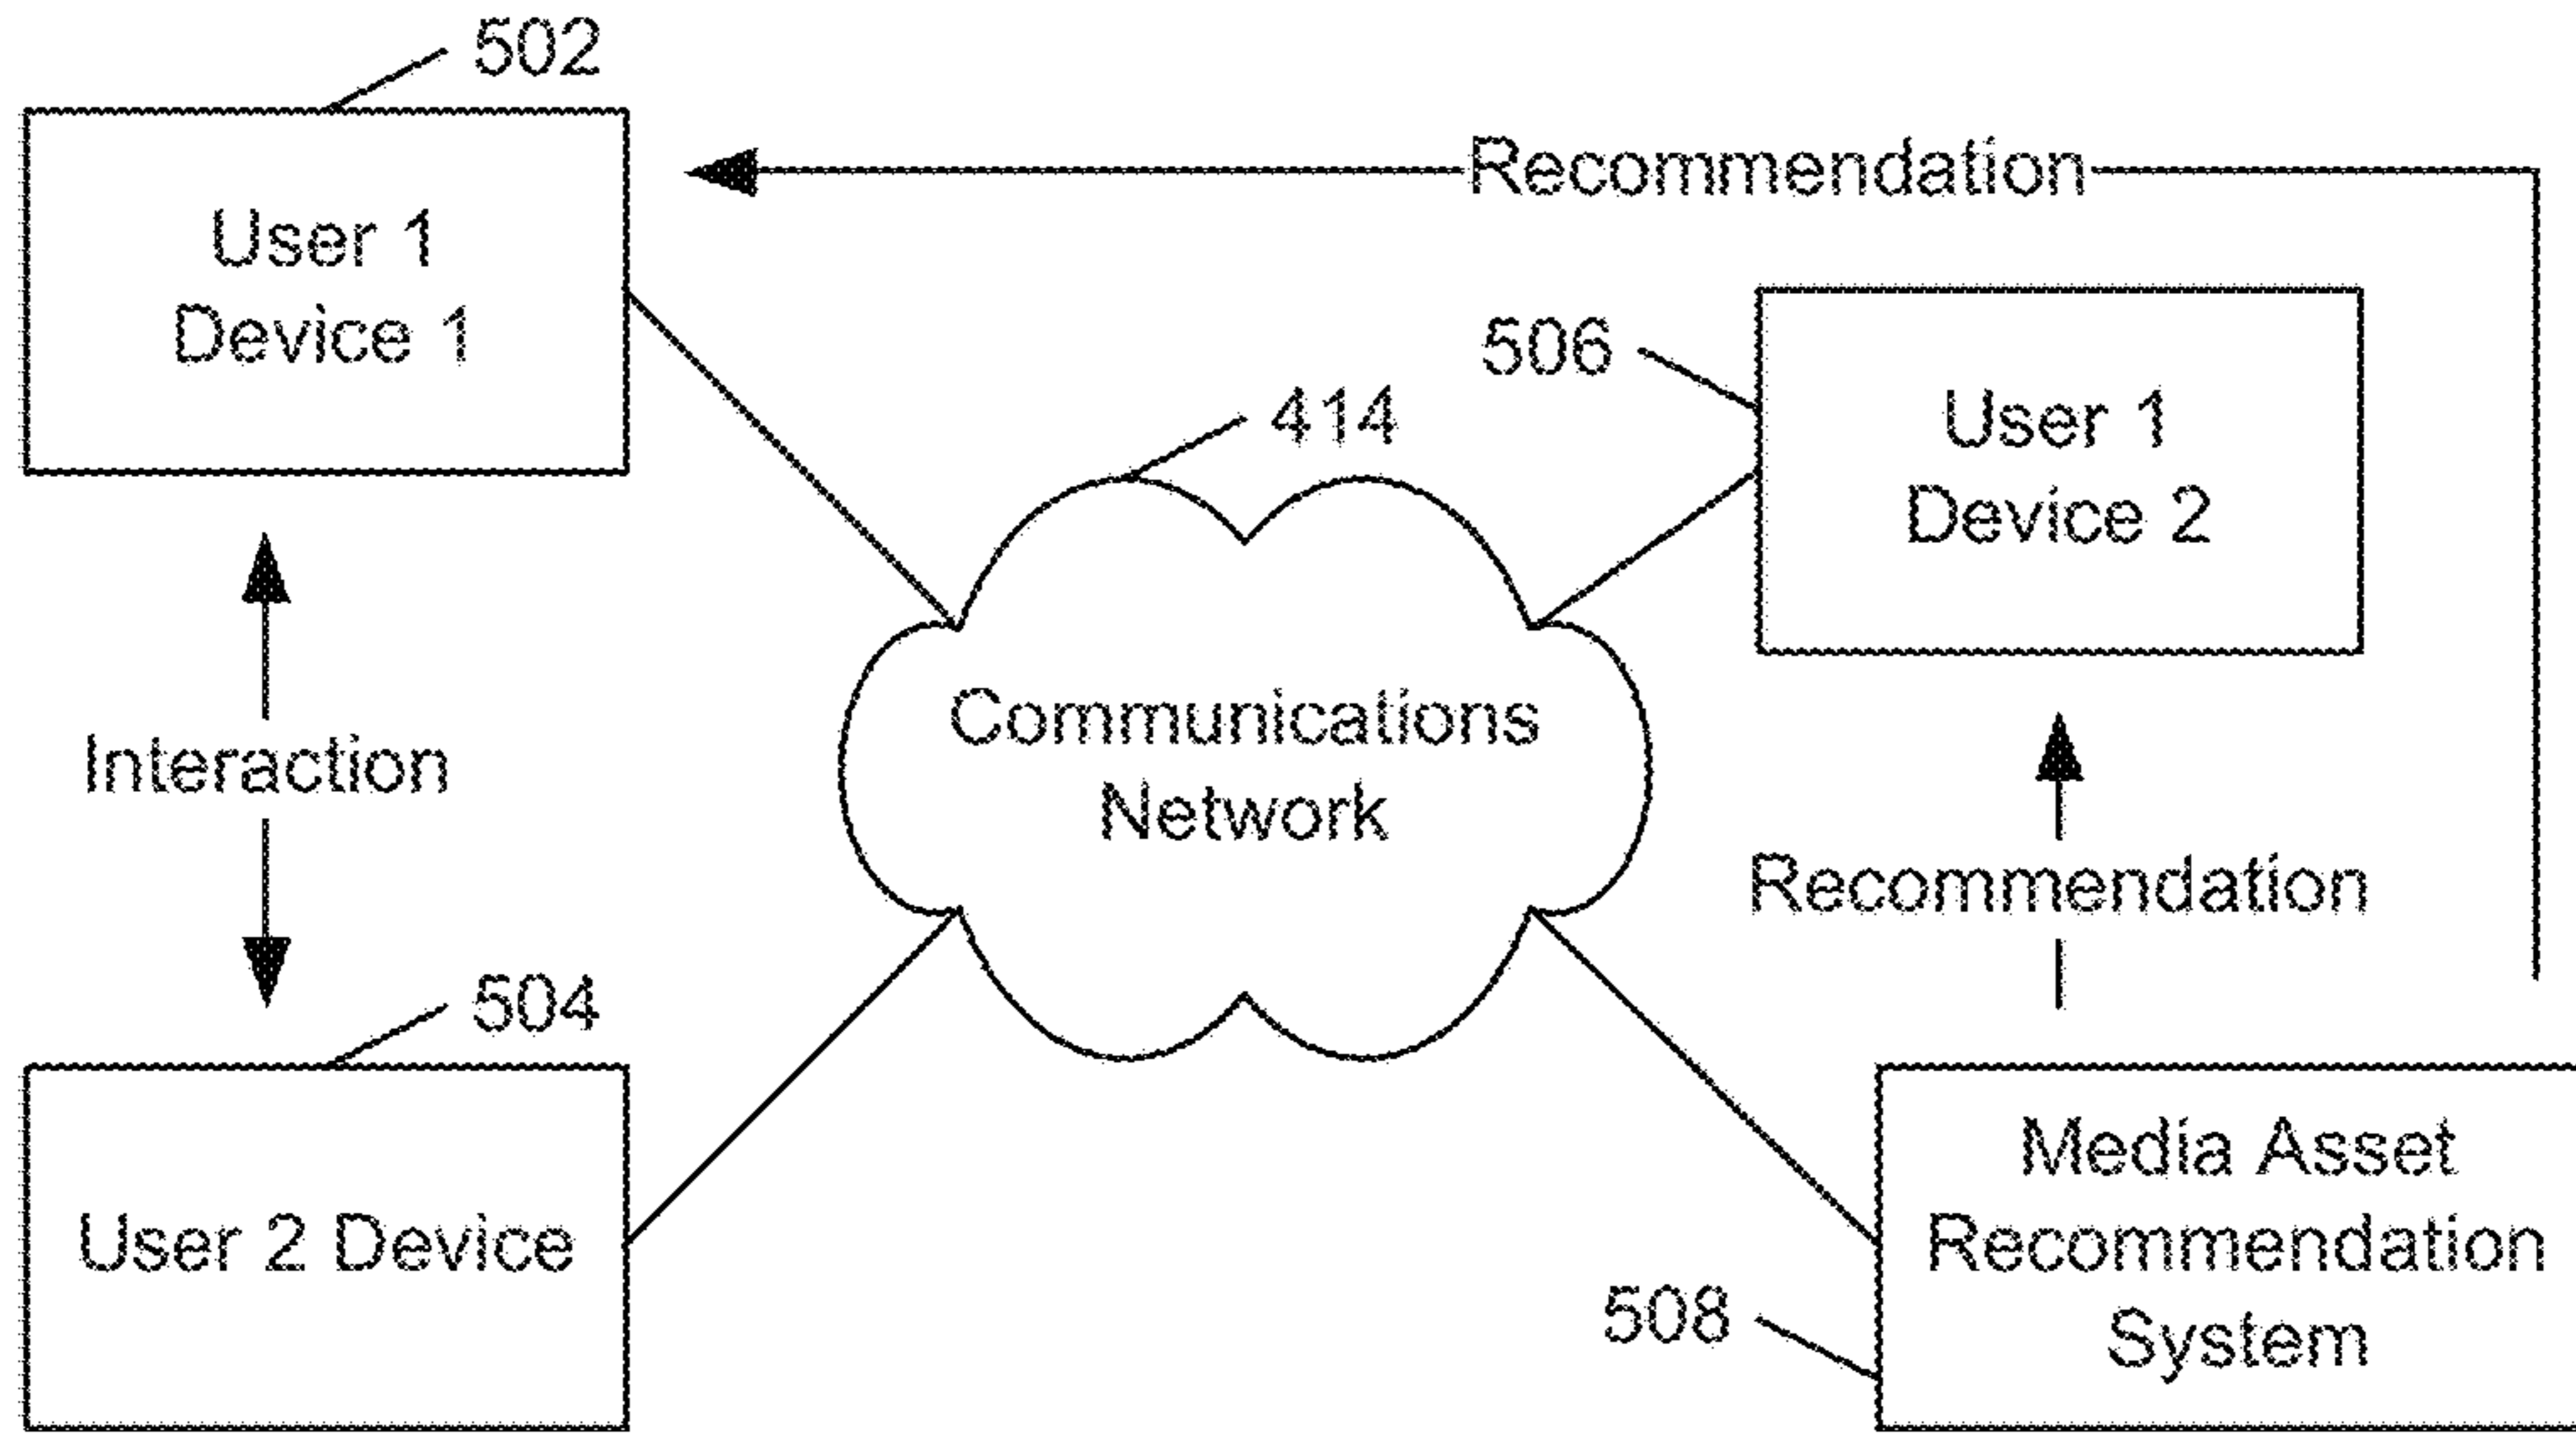 502
Recommendation
User 1
Device 1
506
User 1
Device 2
414
Communications
Network
Interaction
Recommendation
504
User 2 Device
Media Asset
Recommendation
System
508